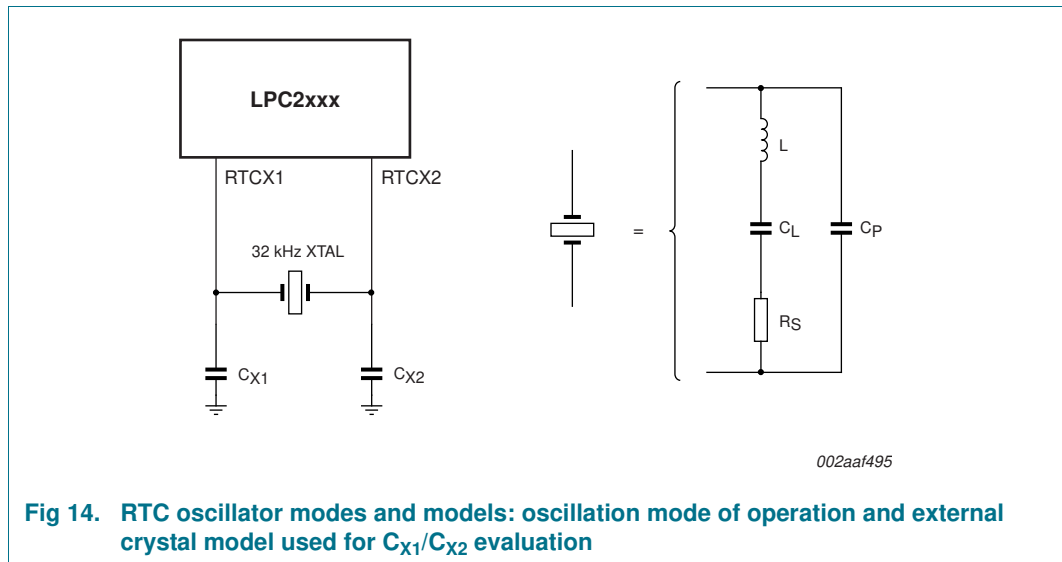 LPC2xxx
RTCX1
RTCX2
32 kHz XTAL
CX1
CX2
=
L
CL
CP
RS
002aaf495
Fig 14. RTC oscillator modes and models: oscillation mode of operation and external
crystal model used for CX1/CX2 evaluation